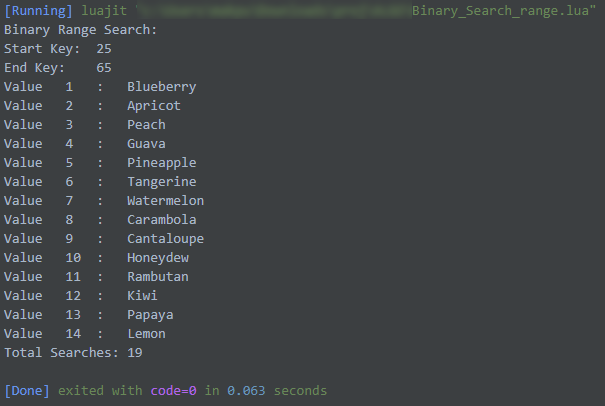 [Running] luajit "Binary_Search_range.lua"
Binary Range Search:
Start Key: 25
End Key: 65
Value 1 : Blueberry
Value 2 : Apricot
Value 3 : Peach
Value 4 : Guava
Value 5 : Pineapple
Value 6 : Tangerine
Value 7 : Watermelon
Value 8 : Carambola
Value 9 : Cantaloupe
Value 10 : Honeydew
Value 11 : Rambutan
Value 12 : Kiwi
Value 13 : Papaya
Value 14 : Lemon
Total Searches: 19
[Done] exited with code=0 in 0.063 seconds